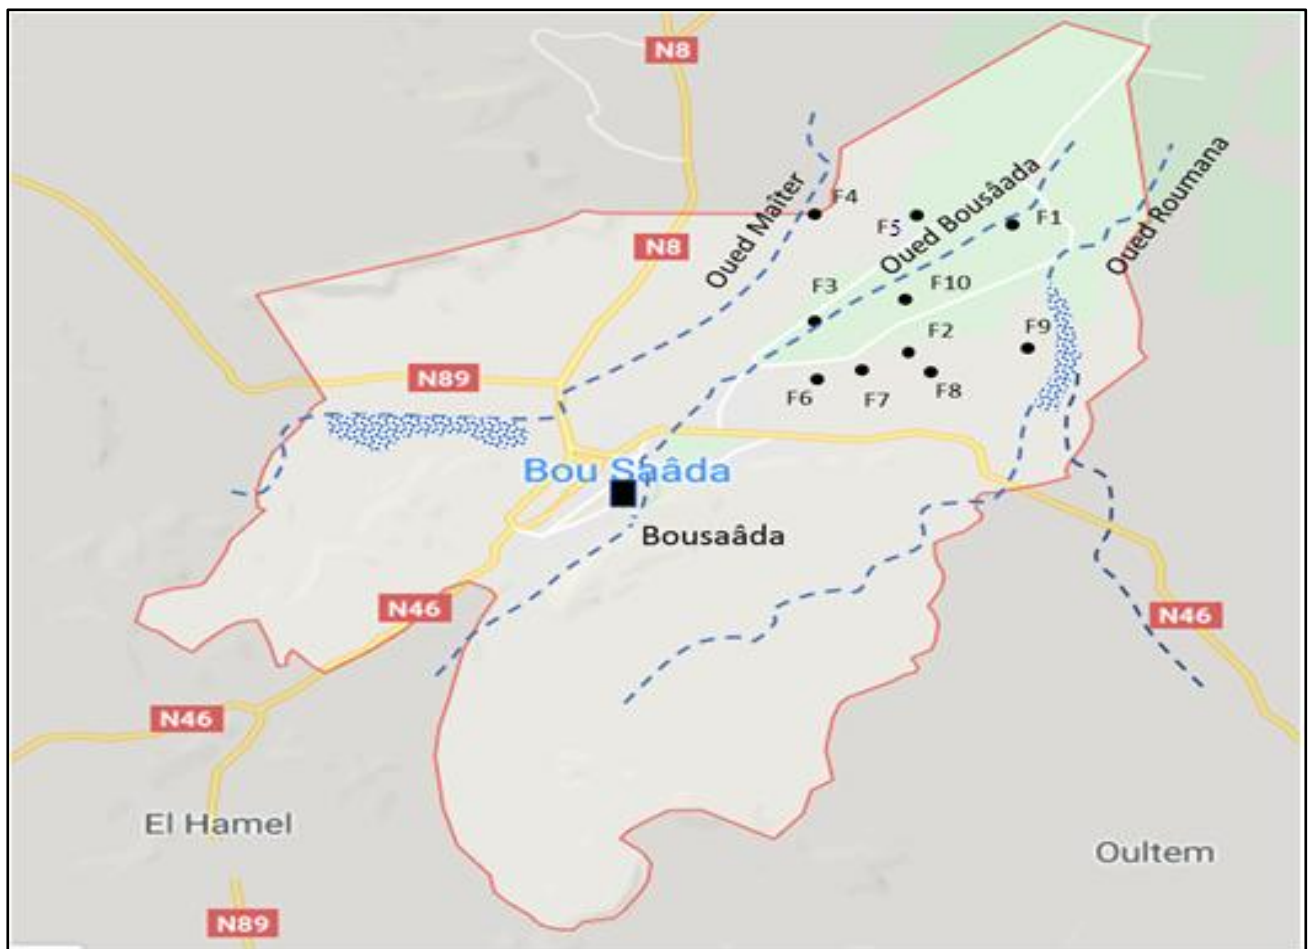 N8
Oued Maîter
F4
F5
Oued Bousâada
F1
Oued Roumana
N8
F10
F3
F2
F9
N89
F6
F7
F8
Bou Saâda
Bousaâda
N46
N46
N46
El Hamel
Oultem
N89